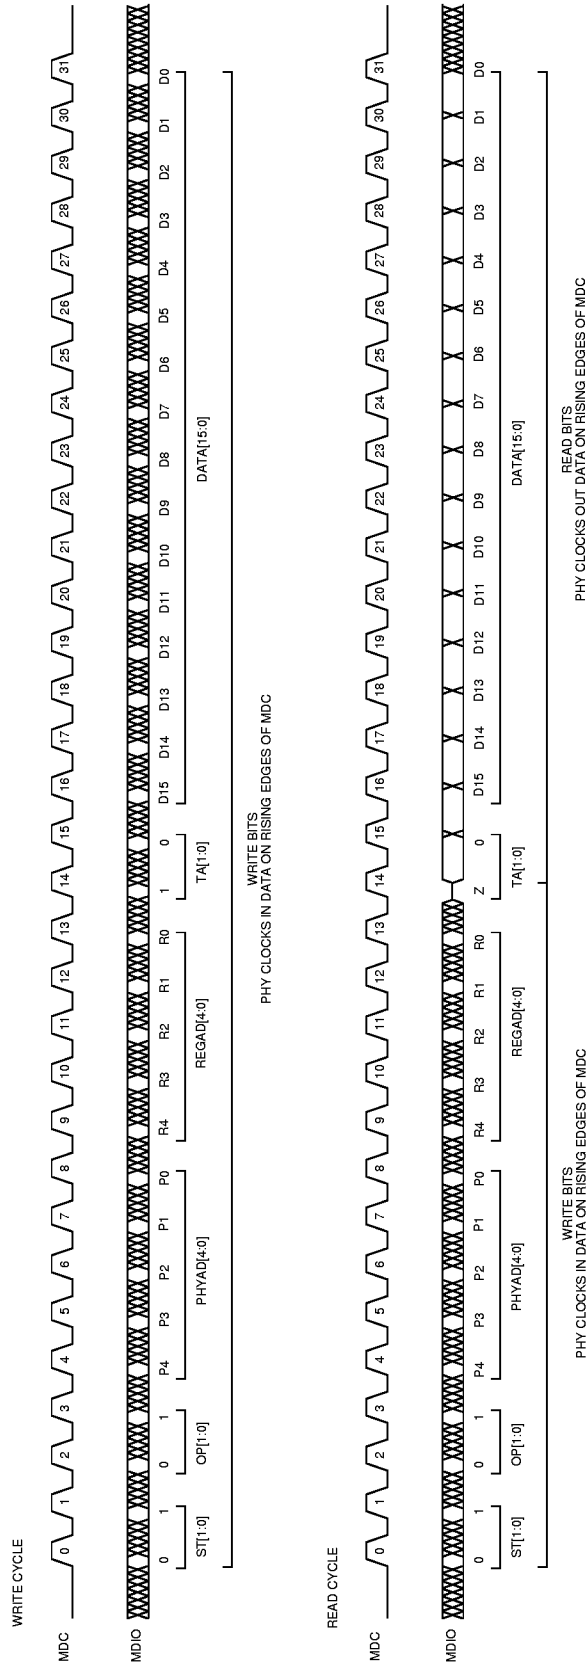 WRITE CYCLE
MDC 0 1 2 3 4 5 6 7 8 9 10 11 12 13 14 15 16 17 18 19 20 21 22 23 24 25 26 27 28 29 30 31
MDIO
0 1 0 1 P4 P3 P2 P1 P0 R4 R3 R2 R1 R0 1 0 D15 D14 D13 D12 D11 D10 D9 D8 D7 D6 D5 D4 D3 D2 D1 D0
ST[1:0] OP[1:0] PHYAD[4:0] REGAD[4:0] TA[1:0] DATA[15:0]
WRITE BITS
PHY CLOCKS IN DATA ON RISING EDGES OF MDC
READ CYCLE
MDC 0 1 2 3 4 5 6 7 8 9 10 11 12 13 14 15 16 17 18 19 20 21 22 23 24 25 26 27 28 29 30 31
MDIO
0 1 0 1 P4 P3 P2 P1 P0 R4 R3 R2 R1 R0 Z 0 D15 D14 D13 D12 D11 D10 D9 D8 D7 D6 D5 D4 D3 D2 D1 D0
ST[1:0] OP[1:0] PHYAD[4:0] REGAD[4:0] TA[1:0] DATA[15:0]
WRITE BITS
PHY CLOCKS IN DATA ON RISING EDGES OF MDC
READ BITS
PHY CLOCKS OUT DATA ON RISING EDGES OF MDC